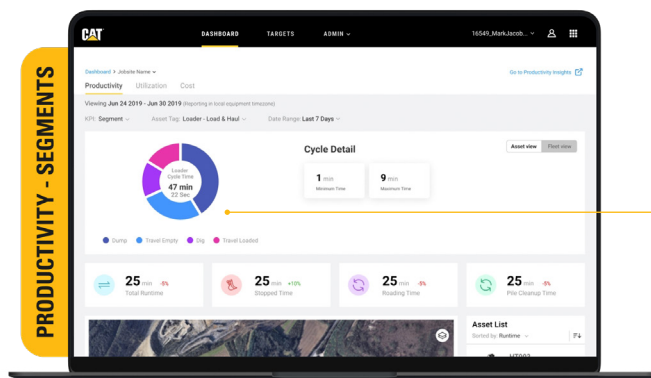 PRODUCTIVITY - SEGMENTS
CAT
DASHBOARD TARGETS ADMIN
16549_MarkJacob...
Dashboard > Jobsite Name
Go to Productivity Insights
Productivity Utilization Cost
Viewing Jun 24 2019 - Jun 30 2019 (Reporting in local equipment timezone)
KPI: Segment Asset Tag: Loader - Load & Haul Date Range: Last 7 Days
Loader
Cycle Time
47 min
22 Sec
Dump Travel Empty Dig Travel Loaded
Cycle Detail
Asset view Fleet view
1 min
Minimum Time
9 min
Maximum Time
25 min -5%
Total Runtime
25 min +10%
Stopped Time
25 min -5%
Roading Time
25 min -5%
Pile Cleanup Time
Asset List
Sorted by: Runtime